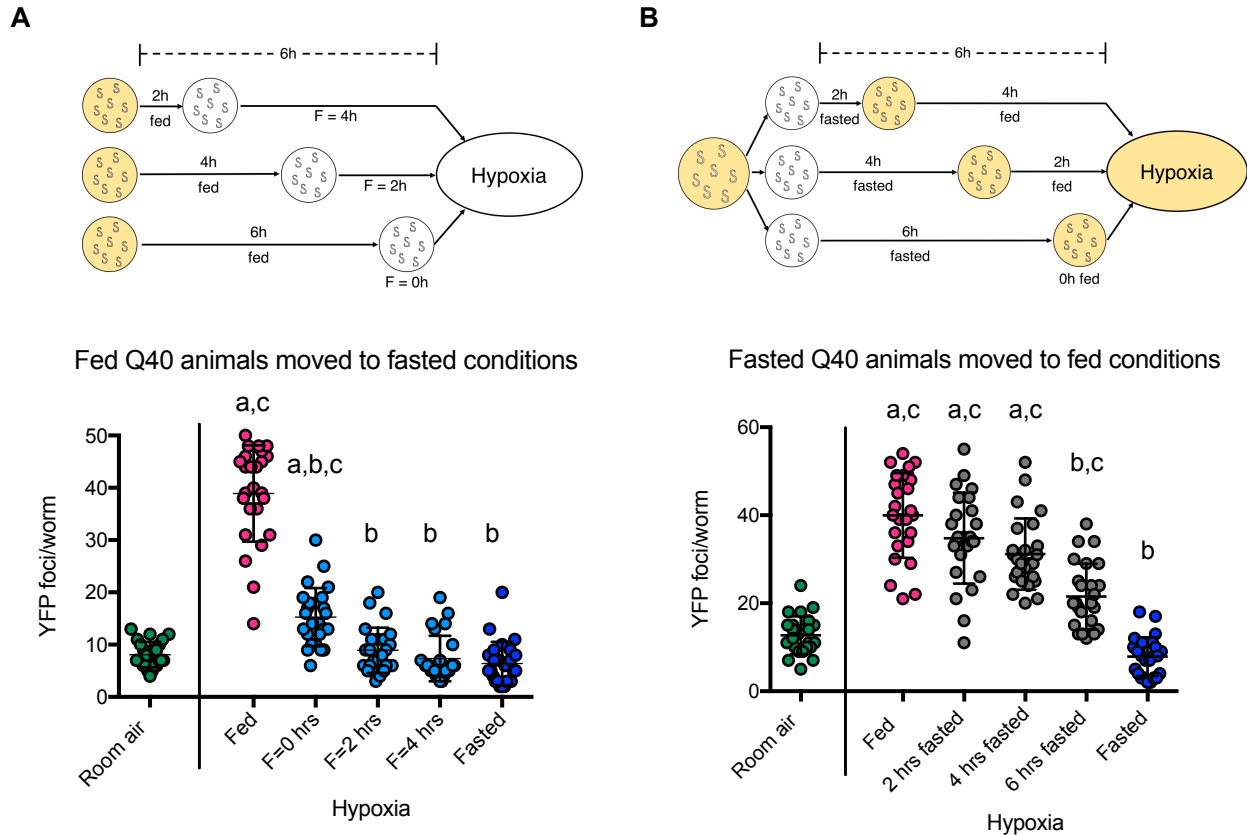 A
6h
2h
fed
F = 4h
4h
fed
F = 2h
6h
fed
F = 0h
Hypoxia
Fed Q40 animals moved to fasted conditions
YFP foci/worm
50
40
30
20
10
0
a,c
a,b,c
b
b
b
Room air
Fed
F=0 hrs
F=2 hrs
F=4 hrs
Fasted
Hypoxia
B
6h
2h
fasted
4h
fed
4h
fasted
2h
fed
6h
fasted
0h fed
Hypoxia
Fasted Q40 animals moved to fed conditions
YFP foci/worm
60
40
20
0
a,c
a,c
a,c
b,c
b
Room air
Fed
2 hrs fasted
4 hrs fasted
6 hrs fasted
Fasted
Hypoxia